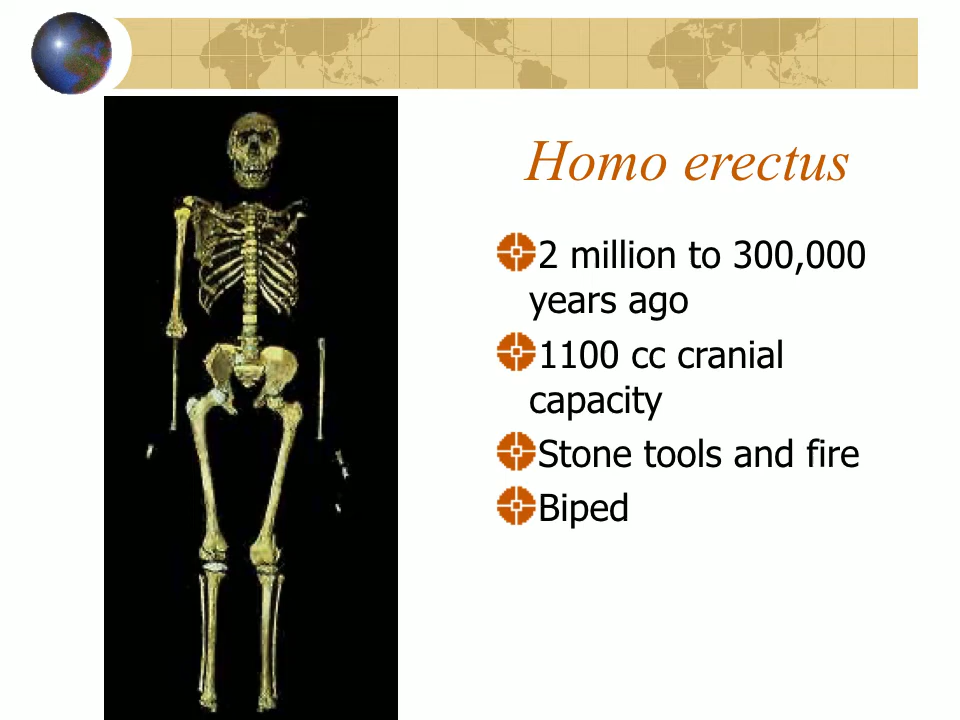 Homo erectus
2 million to 300,000
years ago
1100 cc cranial
capacity
Stone tools and fire
Biped